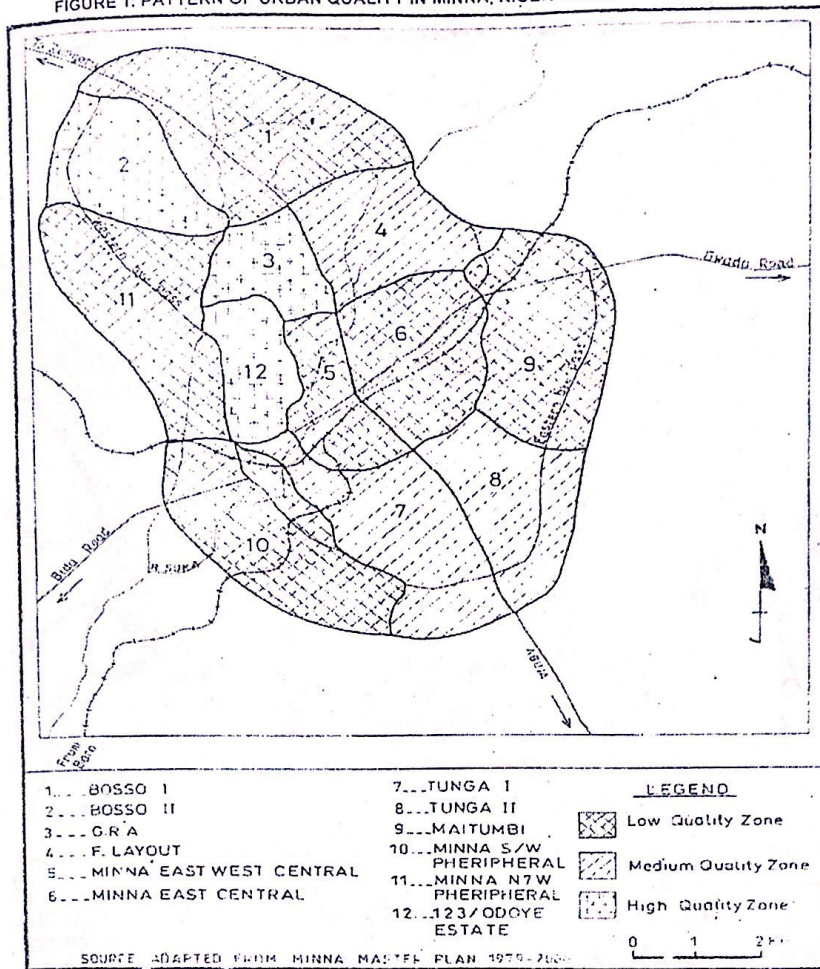 FIGURE 1: PATTERN OF URBAN QUALITY IN MINNA,
1
2
3
4
5
6
7
8
9
10
11
12
Gwada Road
Bida Road
R. SUKA
ABUJA
N
From
Baro
1... BOSSO I
2... BOSSO II
3... G.R A
4... F. LAYOUT
5... MINNA EAST WEST CENTRAL
6... MINNA EAST CENTRAL
7... TUNGA I
8... TUNGA II
9... MAITUMBI
10... MINNA S/W
PHERIPHERAL
11... MINNA N7W
PHERIPHERAL
12... 123/ODOYE
ESTATE
LEGEND
Low Quality Zone
Medium Quality Zone
High Quality Zone
0 1 2
SOURCE ADAPTED FROM MINNA MASTER PLAN 1979-